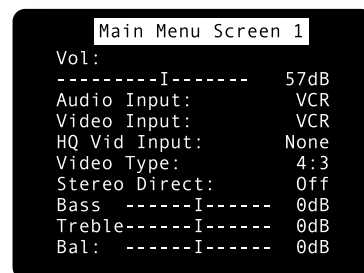 Main Menu Screen 1
Vol:
---------I------- 57dB
Audio Input: VCR
Video Input: VCR
HQ Vid Input: None
Video Type: 4:3
Stereo Direct: Off
Bass ------I------ 0dB
Treble------I------ 0dB
Bal: ------I------ 0dB